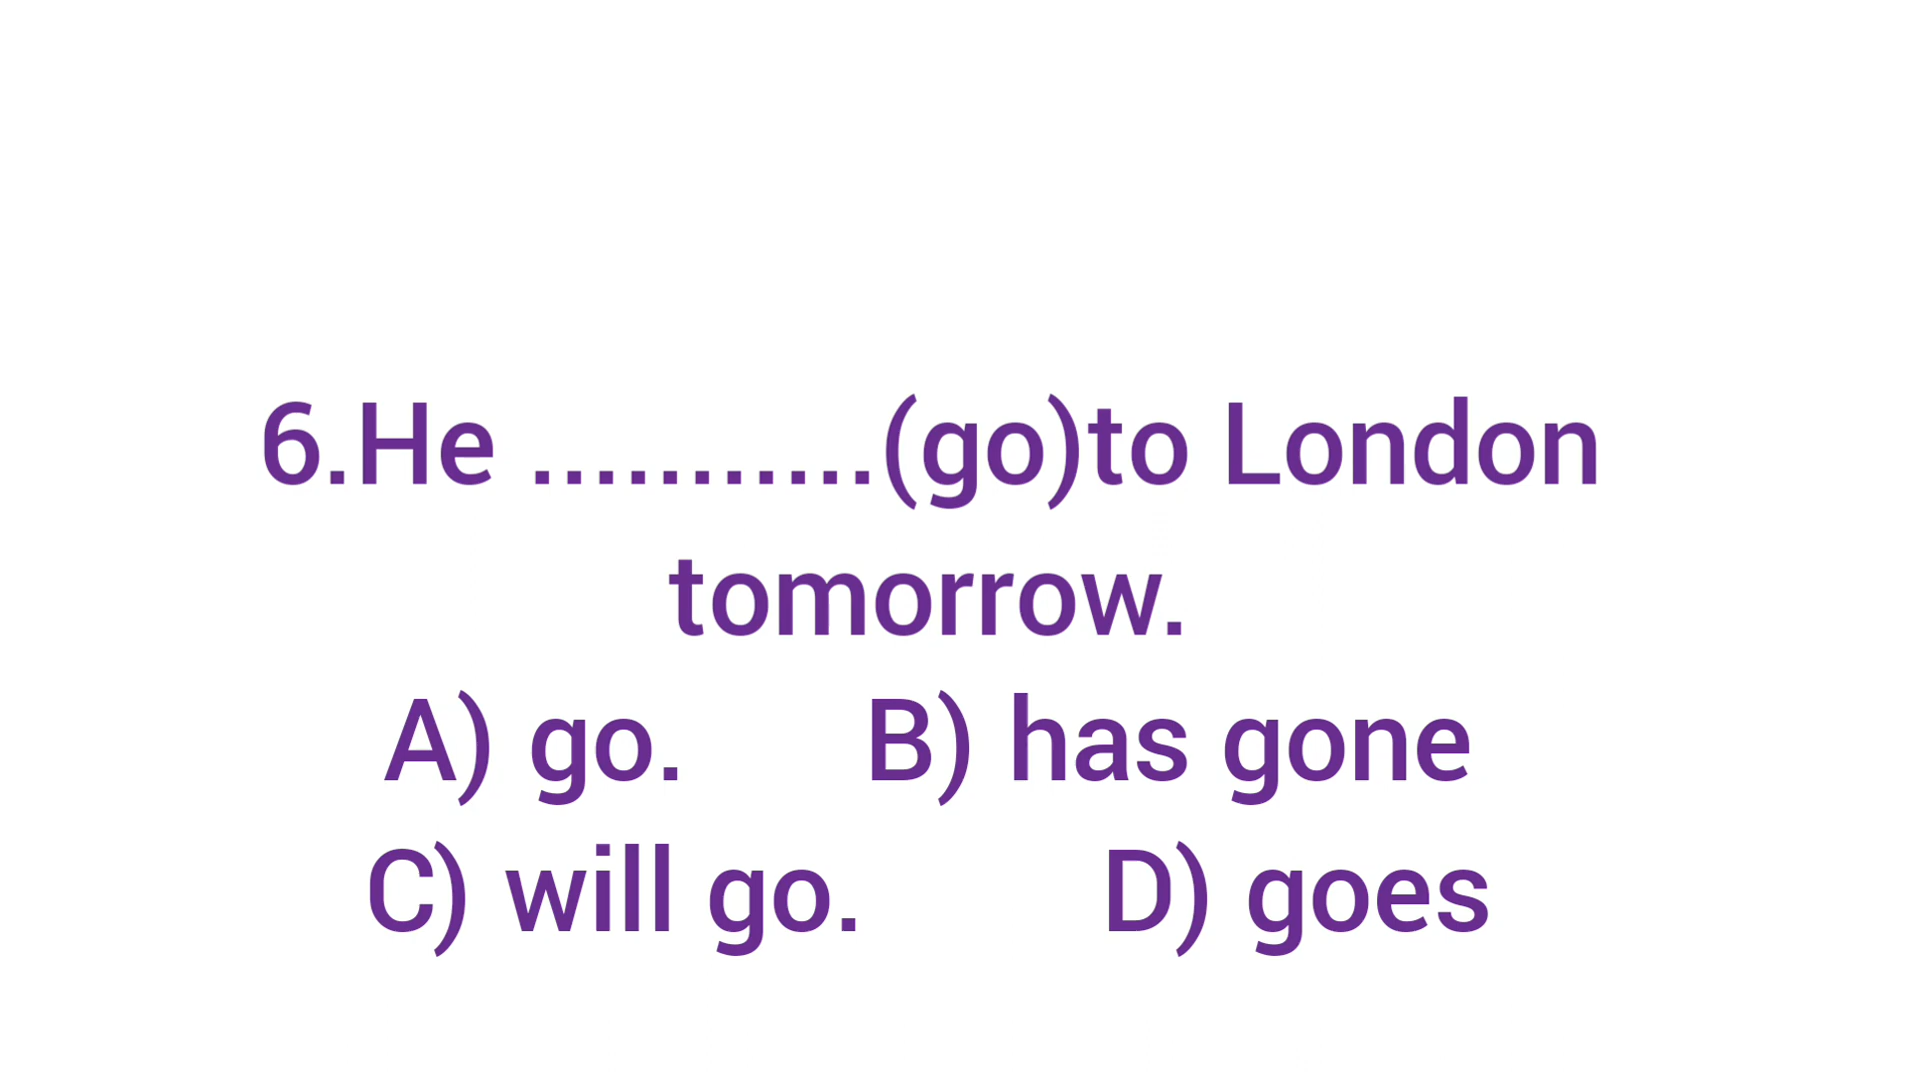 6.He ...........(go)to London
tomorrow.
A) go. B) has gone
C) will go. D) goes